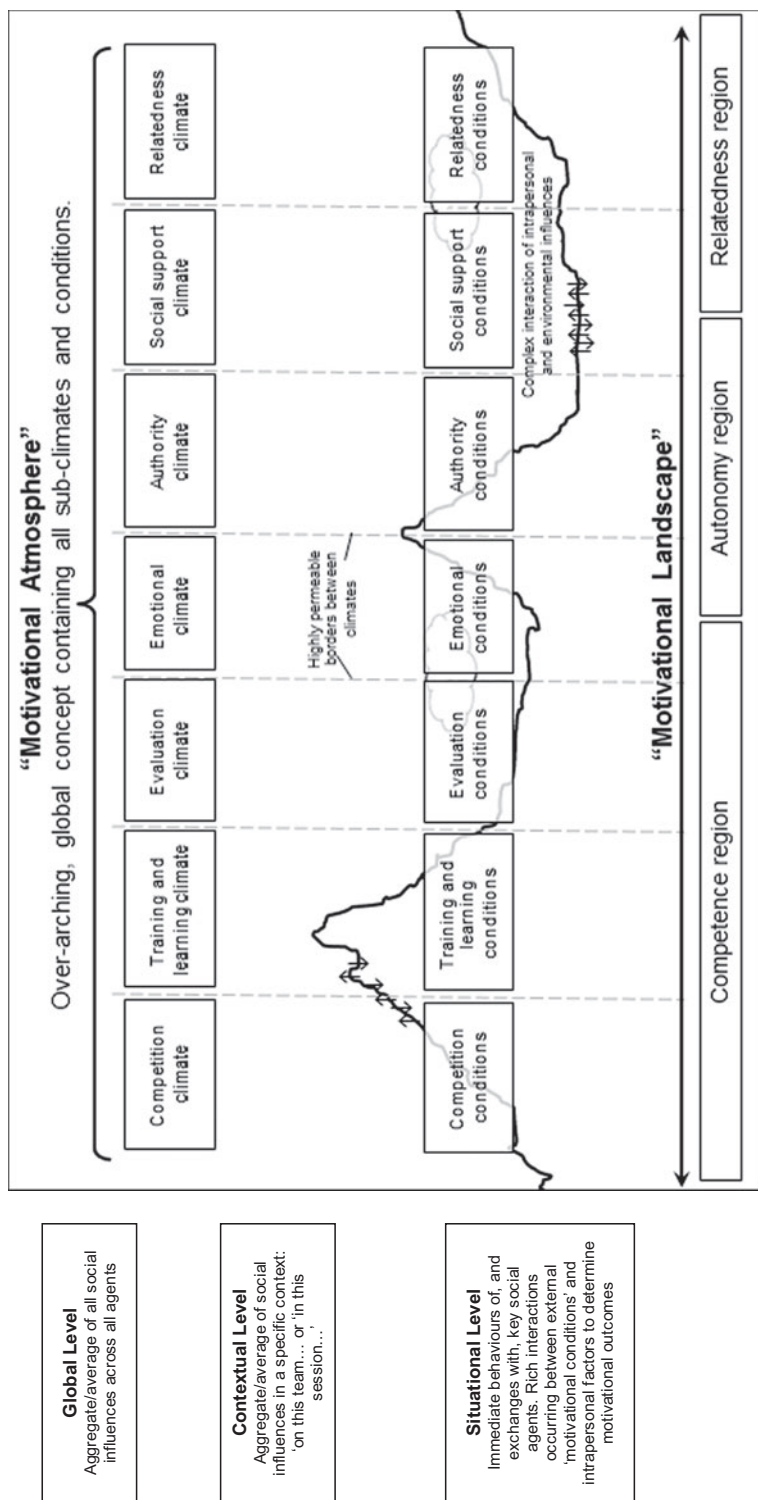 Global Level
Aggregate/average of all social
influences across all agents
Contextual Level
Aggregate/average of social
influences in a specific context:
‘on this team… or ‘in this
session…’
Situational Level
Immediate behaviours of, and
exchanges with, key social
agents. Rich interactions
occurring between external
‘motivational conditions’ and
intrapersonal factors to determine
motivational outcomes
“Motivational Atmosphere”
Over-arching, global concept containing all sub-climates and conditions.
Competition
climate
Training and
learning climate
Evaluation
climate
Emotional
climate
Authority
climate
Social support
climate
Relatedness
climate
Highly permeable
borders between
climates
Competition
conditions
Training and
learning
conditions
Evaluation
conditions
Emotional
conditions
Authority
conditions
Social support
conditions
Relatedness
conditions
Complex interaction of intrapersonal
and environmental influences
“Motivational Landscape”
Competence region
Autonomy region
Relatedness region